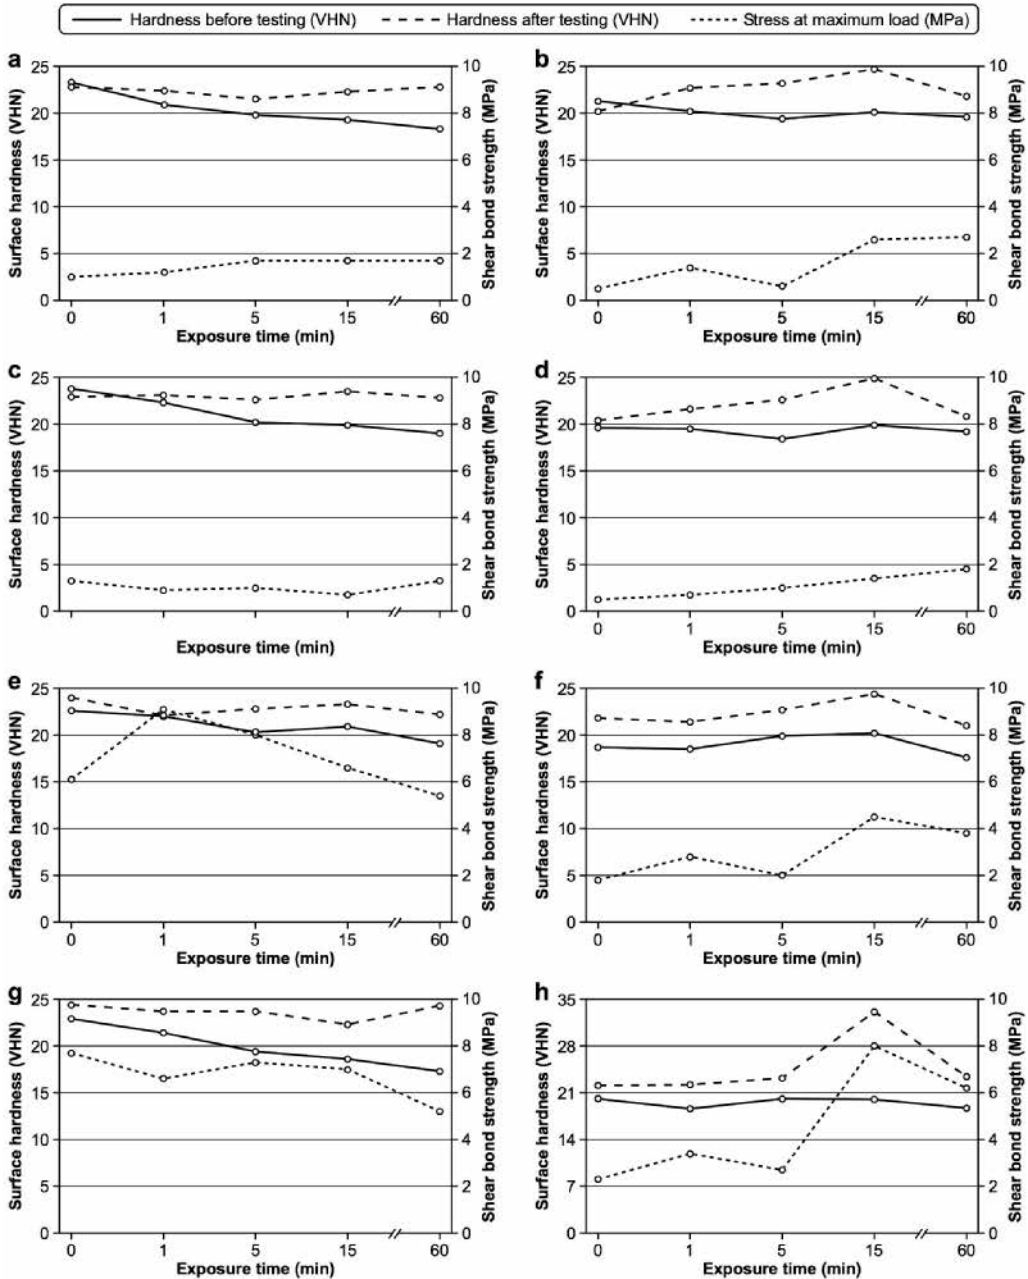 Hardness before testing (VHN) Hardness after testing (VHN) Stress at maximum load (MPa)
a
25
20
15
10
5
0
Surface hardness (VHN)
10
8
6
4
2
0
Shear bond strength (MPa)
0 1 5 15 60
Exposure time (min)
b
25
20
15
10
5
0
Surface hardness (VHN)
10
8
6
4
2
0
Shear bond strength (MPa)
0 1 5 15 60
Exposure time (min)
c
25
20
15
10
5
0
Surface hardness (VHN)
10
8
6
4
2
0
Shear bond strength (MPa)
Exposure time (min)
d
25
20
15
10
5
0
Surface hardness (VHN)
10
8
6
4
2
0
Shear bond strength (MPa)
0 1 5 15 60
Exposure time (min)
e
25
20
15
10
5
0
Surface hardness (VHN)
10
8
6
4
2
0
Shear bond strength (MPa)
0 1 5 15 60
Exposure time (min)
f
25
20
15
10
5
0
Surface hardness (VHN)
10
8
6
4
2
0
Shear bond strength (MPa)
0 1 5 15 60
Exposure time (min)
g
25
20
15
10
5
0
Surface hardness (VHN)
10
8
6
4
2
0
Shear bond strength (MPa)
0 1 5 15 60
Exposure time (min)
h
35
28
21
14
7
0
Surface hardness (VHN)
10
8
6
4
2
0
Shear bond strength (MPa)
0 1 5 15 60
Exposure time (min)